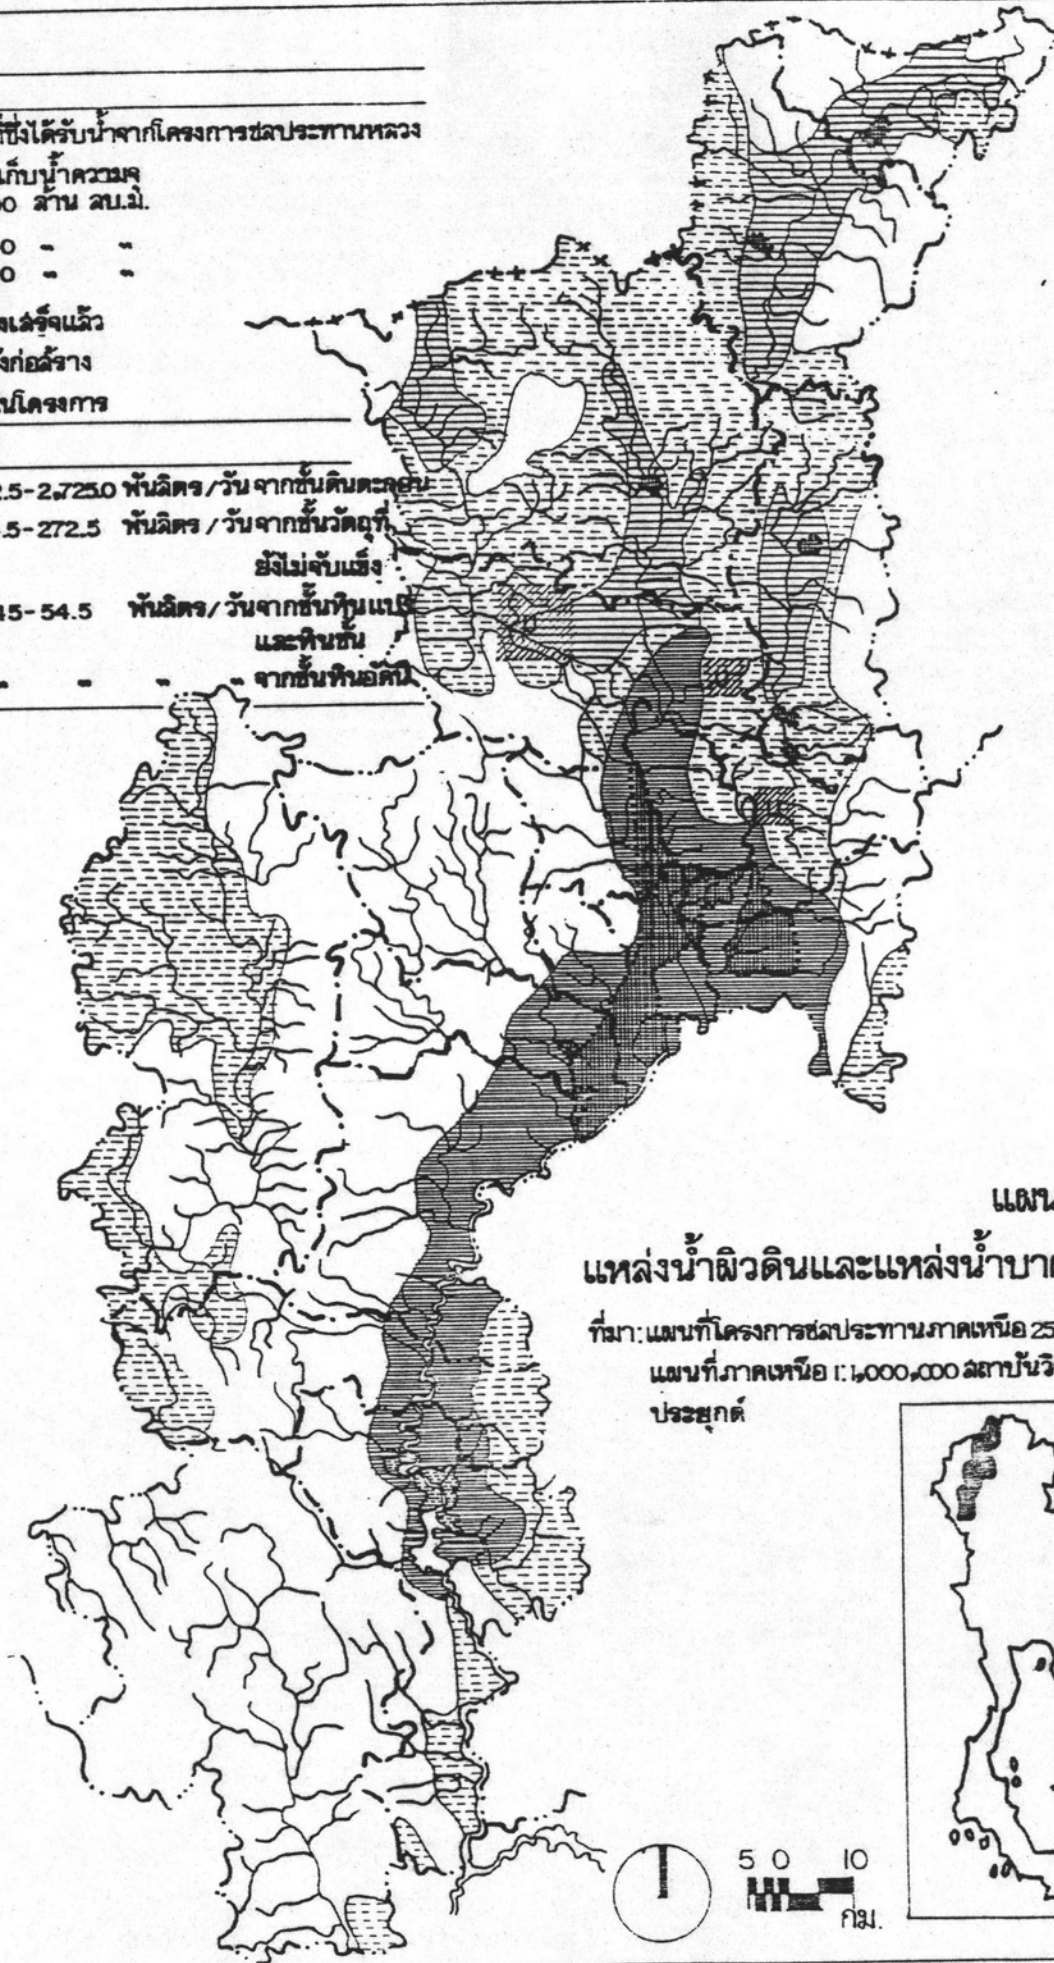 ซึ่งได้รับน้ำจากโครงการชลประทานหลวง
เก็บน้ำความจุ
ล้าน ลบ.ม.
0 " "
0 " "
เสร็จแล้ว
ก่อสร้าง
โครงการ
2.5-2,725.0 พันลิตร/วัน จากชั้นดินตะกอน
.5-272.5 พันลิตร/วัน จากชั้นวัตถุที่
ยังไม่จับแข็ง
45-54.5 พันลิตร/วัน จากชั้นหินแปร
และหินชั้น
" " " จากชั้นหินอัคนี
แผน
แหล่งน้ำผิวดินและแหล่งน้ำบา
ที่มา: แผนที่โครงการชลประทานภาคเหนือ 25
แผนที่ภาคเหนือ 1:1,000,000 สถาบันวิ
ประยุกต์
5 0 10
กม.